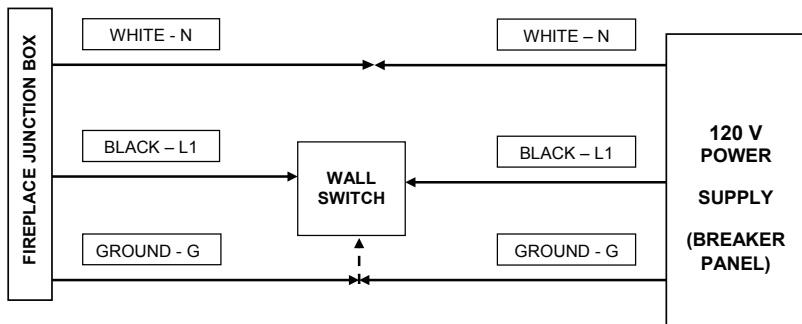 FIREPLACE JUNCTION BOX
WHITE - N
WHITE – N
BLACK – L1
WALL
SWITCH
BLACK – L1
GROUND - G
GROUND - G
120 V
POWER
SUPPLY
(BREAKER
PANEL)